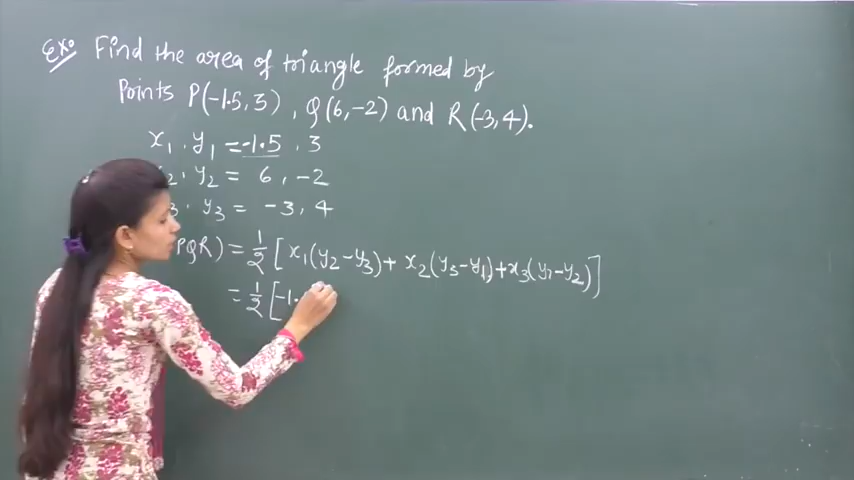 Ex. Find the area of triangle formed by
Points P(-1.5, 3), Q(6, -2) and R(-3, 4).
x₁, y₁ = -1.5, 3
₂, y₂ = 6, -2
₃, y₃ = -3, 4
PQR) = 1/2 [x₁(y₂-y₃) + x₂(y₃-y₁) + x₃(y₁-y₂)]
= 1/2 [-1.